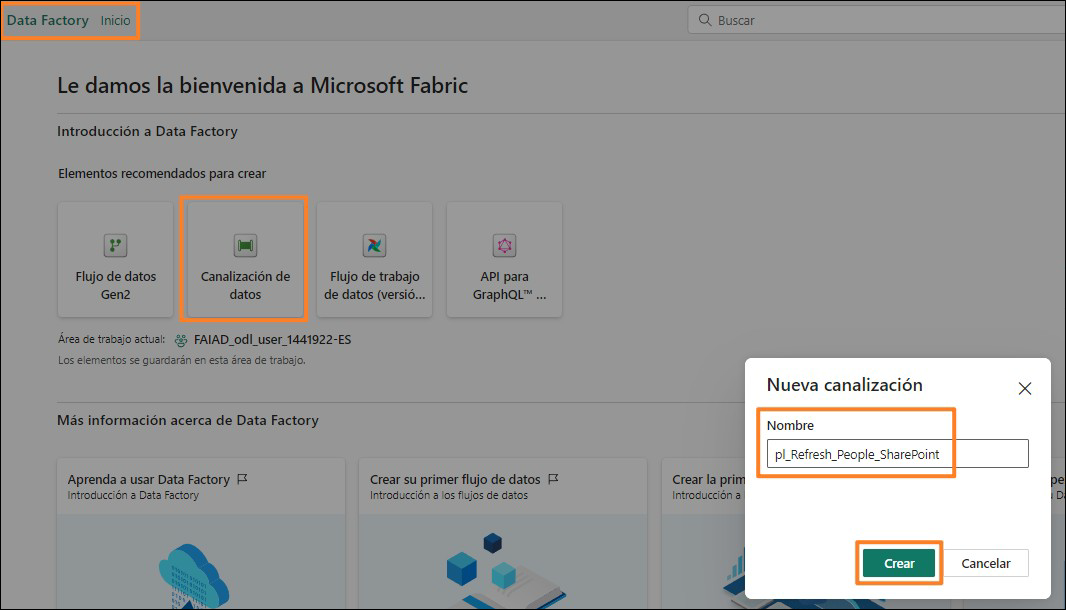 Data Factory Inicio
Buscar
Le damos la bienvenida a Microsoft Fabric
Introducción a Data Factory
Elementos recomendados para crear
Flujo de datos
Gen2
Canalización de
datos
Flujo de trabajo
de datos (versió...
API para
GraphQL™ ...
Área de trabajo actual: FAIAD_odl_user_1441922-ES
Los elementos se guardarán en esta área de trabajo.
Más información acerca de Data Factory
Aprenda a usar Data Factory
Introducción a Data Factory
Crear su primer flujo de datos
Introducción a los flujos de datos
Crear la prim
Introducción a
Nueva canalización
Nombre
pl_Refresh_People_SharePoint
Crear
Cancelar